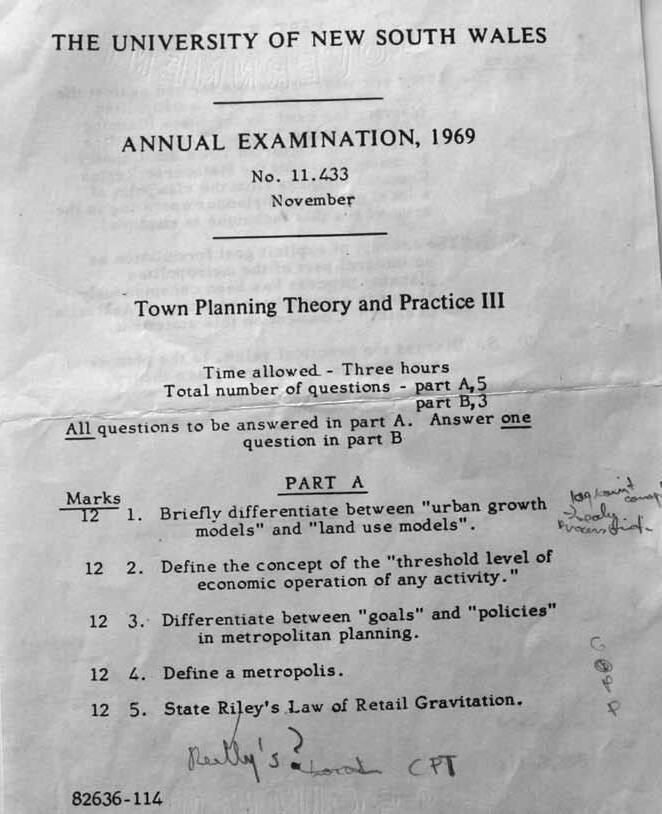 THE UNIVERSITY OF NEW SOUTH WALES
ANNUAL EXAMINATION, 1969
No. 11.433
November
Town Planning Theory and Practice III
Time allowed - Three hours
Total number of questions - part A, 5
part B, 3
All questions to be answered in part A. Answer one
question in part B
PART A
Marks
12 1. Briefly differentiate between "urban growth
models" and "land use models".
12 2. Define the concept of the "threshold level of
economic operation of any activity."
12 3. Differentiate between "goals" and "policies"
in metropolitan planning.
G
P
P
12 4. Define a metropolis.
12 5. State Riley's Law of Retail Gravitation.
Reilly's? CPT
82636-114